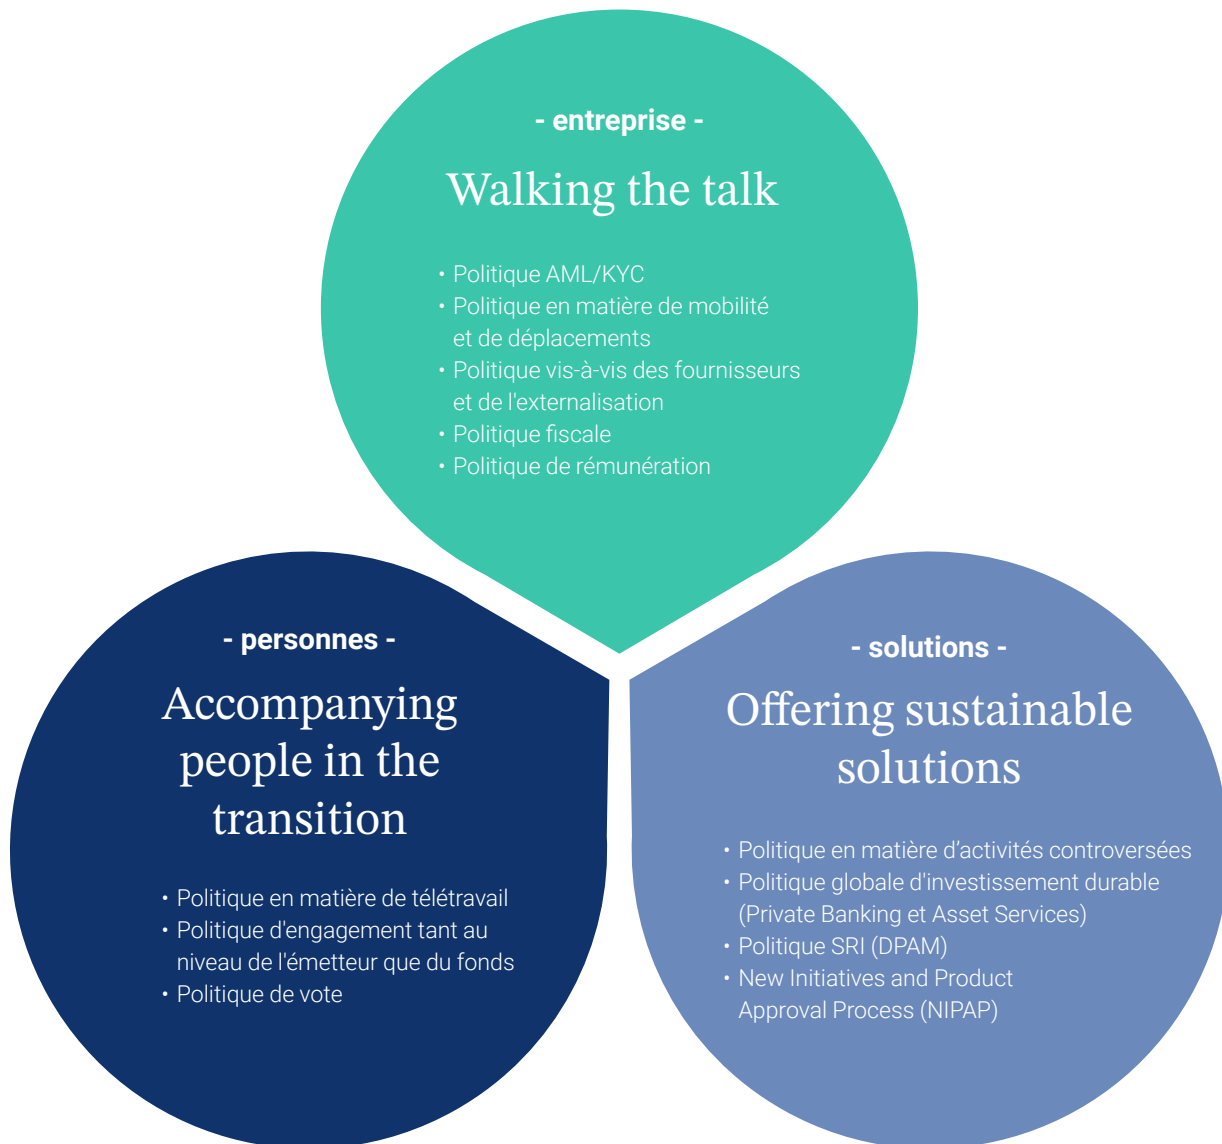 - entreprise -
Walking the talk
• Politique AML/KYC
• Politique en matière de mobilité
et de déplacements
• Politique vis-à-vis des fournisseurs
et de l'externalisation
• Politique fiscale
• Politique de rémunération
- personnes -
Accompanying
people in the
transition
• Politique en matière de télétravail
• Politique d'engagement tant au
niveau de l'émetteur que du fonds
• Politique de vote
- solutions -
Offering sustainable
solutions
• Politique en matière d’activités controversées
• Politique globale d'investissement durable
(Private Banking et Asset Services)
• Politique SRI (DPAM)
• New Initiatives and Product
Approval Process (NIPAP)